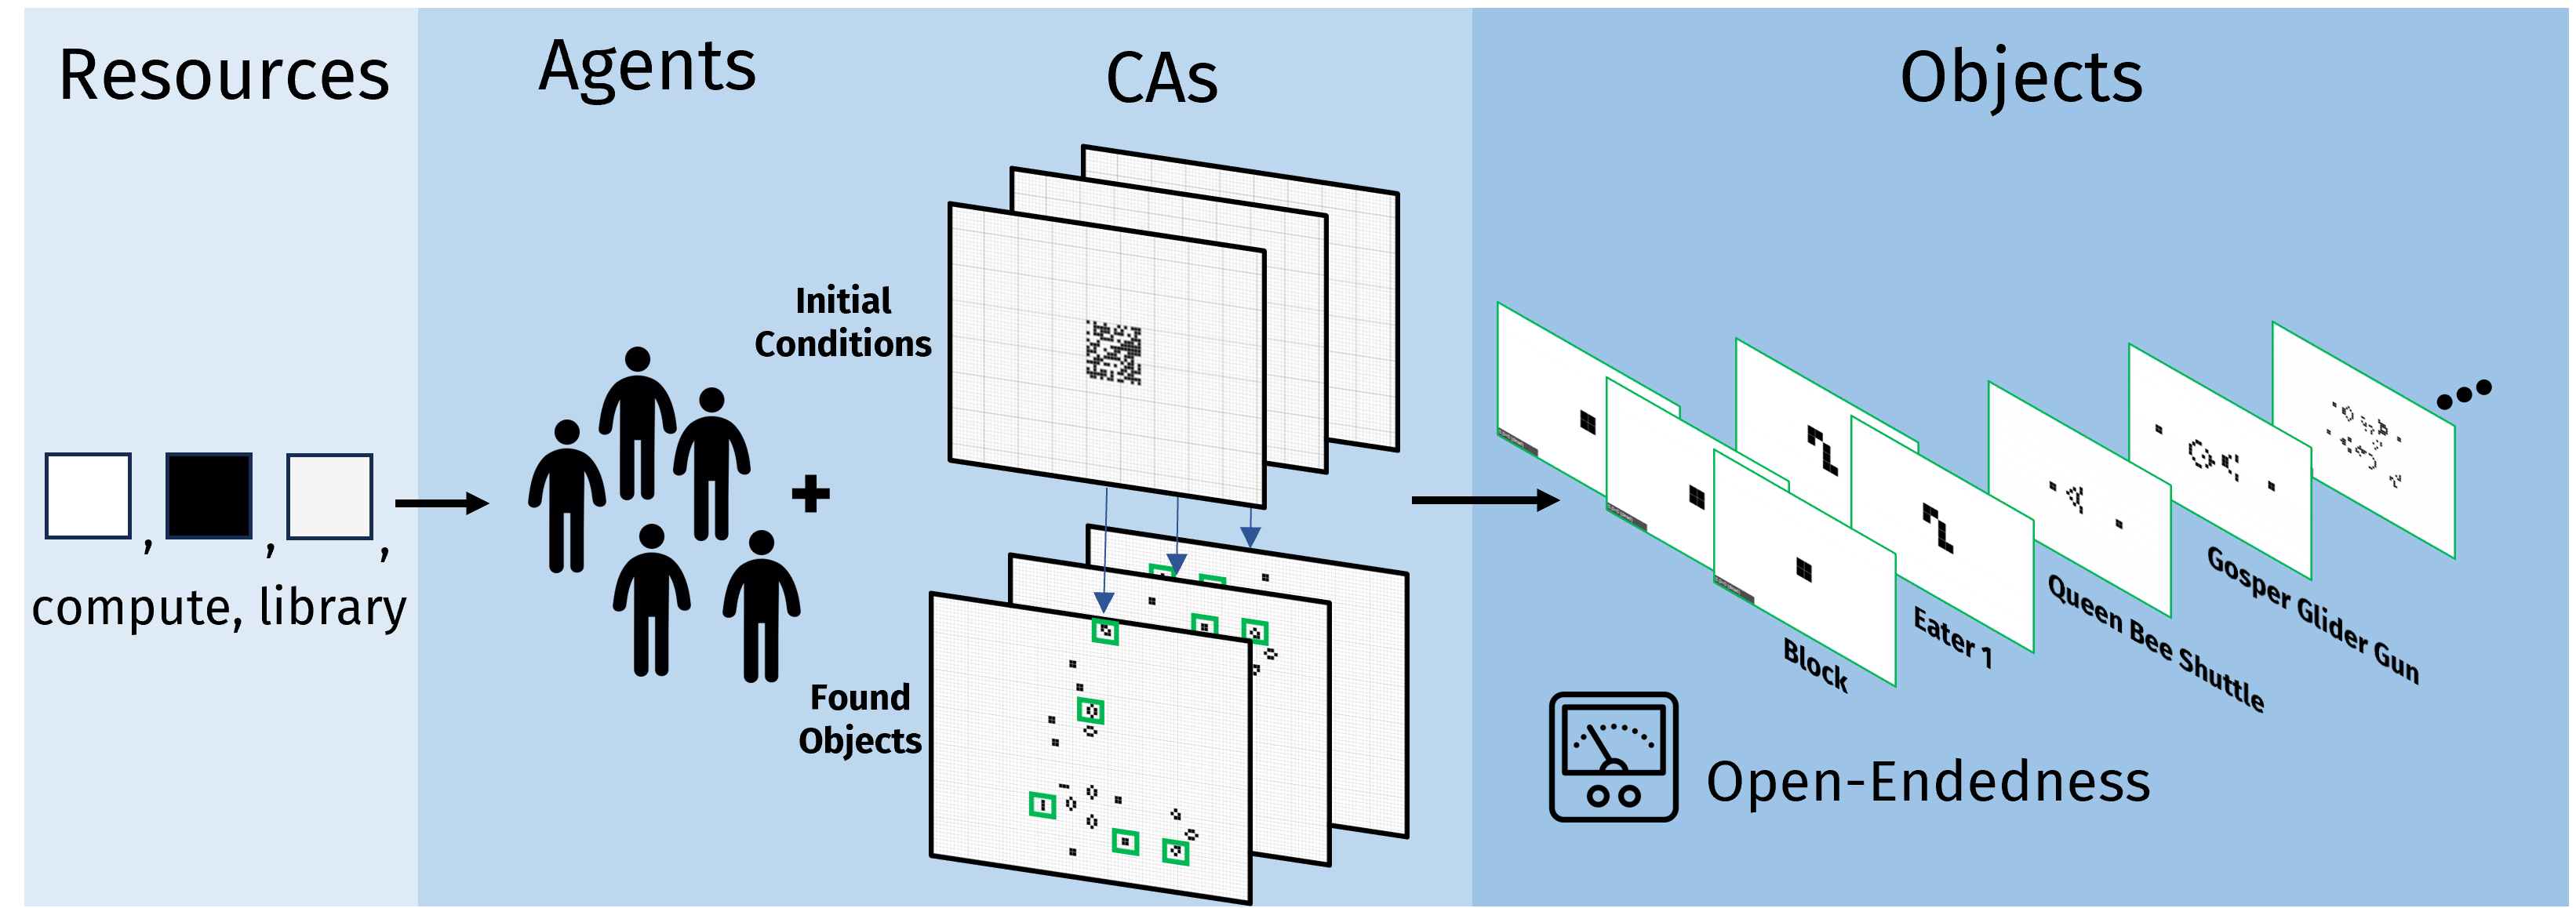 Resources
Agents
CAs
Objects
Initial
Conditions
, , ,
compute, library
+
Found
Objects
Block
Eater 1
Queen Bee Shuttle
Gosper Glider Gun
Open-Endedness